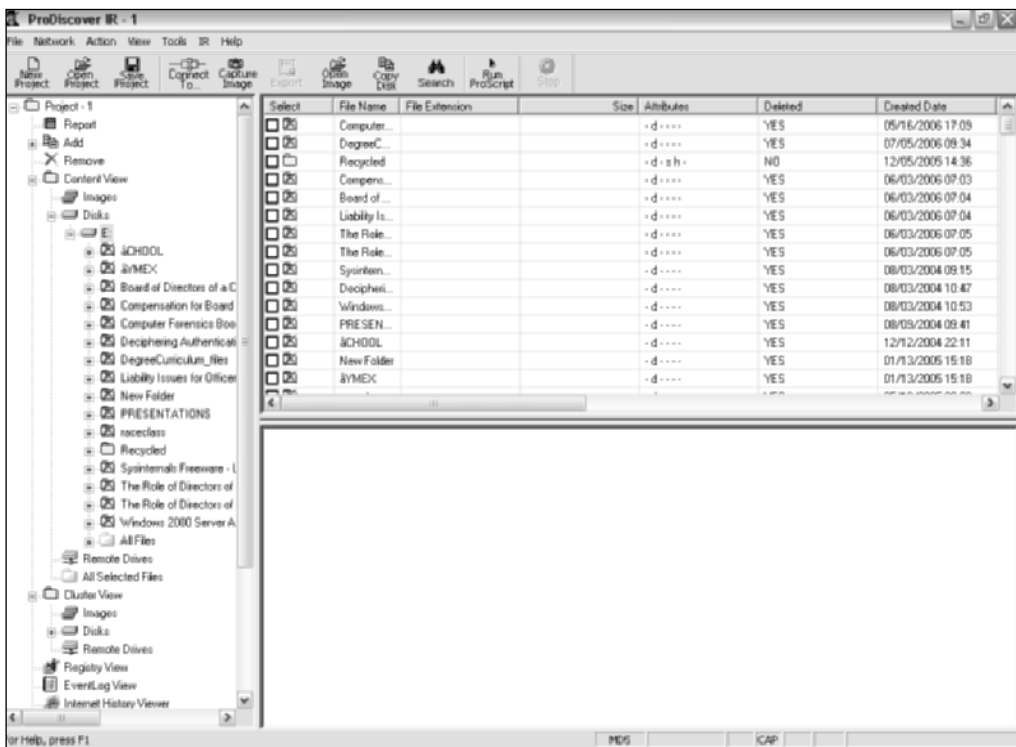 ProDiscover IR - 1
File Network Action View Tools IR Help
New Project Open Project Save Project Connect To... Capture Image Export Open Image Copy Disk Search Run ProScript Stop
Project - 1
Report
Add
Remove
Content View
Images
Disks
E:
åCHOOL
åYMEX
Board of Directors of a C
Compensation for Board
Computer Forensics Boo
Deciphering Authenticati
DegreeCurriculum_files
Liability Issues for Officer
New Folder
PRESENTATIONS
raceclass
Recycled
Sysinternals Freeware - L
The Role of Directors of
The Role of Directors of
Windows 2000 Server A
All Files
Remote Drives
All Selected Files
Cluster View
Images
Disks
Remote Drives
Registry View
EventLog View
Internet History Viewer
Select File Name File Extension Size Attributes Deleted Created Date
Computer... - d - - - - YES 05/16/2006 17:09
DegreeC... - d - - - - YES 07/05/2006 09:34
Recycled - d - s h - NO 12/05/2005 14:36
Compens... - d - - - - YES 06/03/2006 07:03
Board of ... - d - - - - YES 06/03/2006 07:04
Liability Is... - d - - - - YES 06/03/2006 07:04
The Role... - d - - - - YES 06/03/2006 07:05
The Role... - d - - - - YES 06/03/2006 07:05
Sysintern... - d - - - - YES 08/03/2004 09:15
Decipheri... - d - - - - YES 08/03/2004 10:47
Windows... - d - - - - YES 08/03/2004 10:53
PRESEN... - d - - - - YES 08/09/2004 09:41
åCHOOL - d - - - - YES 12/12/2004 22:11
New Folder - d - - - - YES 01/13/2005 15:18
åYMEX - d - - - - YES 01/13/2005 15:18
or Help, press F1
MD5 CAP